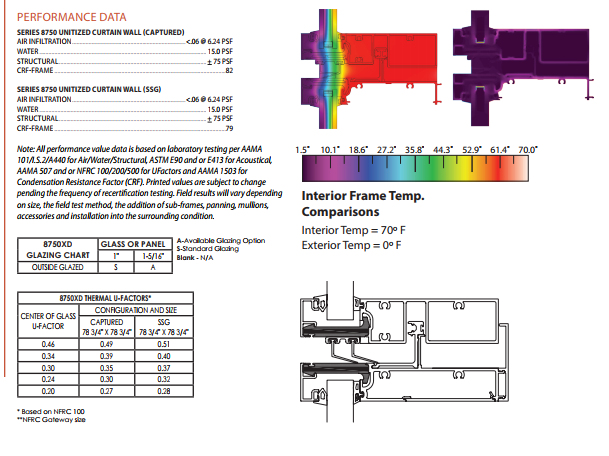 PERFORMANCE DATA
SERIES 8750 UNITIZED CURTAIN WALL (CAPTURED)
AIR INFILTRATION <.06 @ 6.24 PSF
WATER 15.0 PSF
STRUCTURAL ± 75 PSF
CRF-FRAME 82
SERIES 8750 UNITIZED CURTAIN WALL (SSG)
AIR INFILTRATION <.06 @ 6.24 PSF
WATER 15.0 PSF
STRUCTURAL ± 75 PSF
CRF-FRAME 79
Note: All performance value data is based on laboratory testing per AAMA
101/I.S.2/A440 for Air/Water/Structural, ASTM E90 and or E413 for Acoustical,
AAMA 507 and or NFRC 100/200/500 for UFactors and AAMA 1503 for
Condensation Resistance Factor (CRF). Printed values are subject to change
pending the frequency of recertification testing. Field results will vary depending
on size, the field test method, the addition of sub-frames, panning, mullions,
accessories and installation into the surrounding condition.
8750XD GLASS OR PANEL
GLAZING CHART 1" 1-5/16"
OUTSIDE GLAZED S A
A-Available Glazing Option
S-Standard Glazing
Blank - N/A
8750XD THERMAL U-FACTORS*
CENTER OF GLASS U-FACTOR CONFIGURATION AND SIZE
CAPTURED SSG
78 3/4" X 78 3/4" 78 3/4" X 78 3/4"
0.46 0.49 0.51
0.34 0.39 0.40
0.30 0.35 0.37
0.24 0.30 0.32
0.20 0.27 0.28
* Based on NFRC 100
**NFRC Gateway size
1.5° 10.1° 18.6° 27.2° 35.8° 44.3° 52.9° 61.4° 70.0°
Interior Frame Temp.
Comparisons
Interior Temp = 70º F
Exterior Temp = 0º F